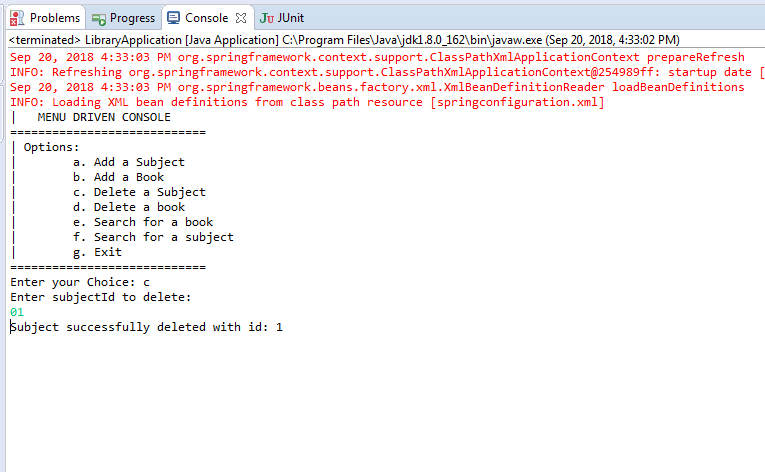 Problems Progress Console JUnit
<terminated> LibraryApplication [Java Application] C:\Program Files\Java\jdk1.8.0_162\bin\javaw.exe (Sep 20, 2018, 4:33:02 PM)
Sep 20, 2018 4:33:03 PM org.springframework.context.support.ClassPathXmlApplicationContext prepareRefresh
INFO: Refreshing org.springframework.context.support.ClassPathXmlApplicationContext@254989ff: startup date [
Sep 20, 2018 4:33:03 PM org.springframework.beans.factory.xml.XmlBeanDefinitionReader loadBeanDefinitions
INFO: Loading XML bean definitions from class path resource [springconfiguration.xml]
|   MENU DRIVEN CONSOLE
============================
| Options:
|        a. Add a Subject
|        b. Add a Book
|        c. Delete a Subject
|        d. Delete a book
|        e. Search for a book
|        f. Search for a subject
|        g. Exit
============================
Enter your Choice: c
Enter subjectId to delete:
01
Subject successfully deleted with id: 1